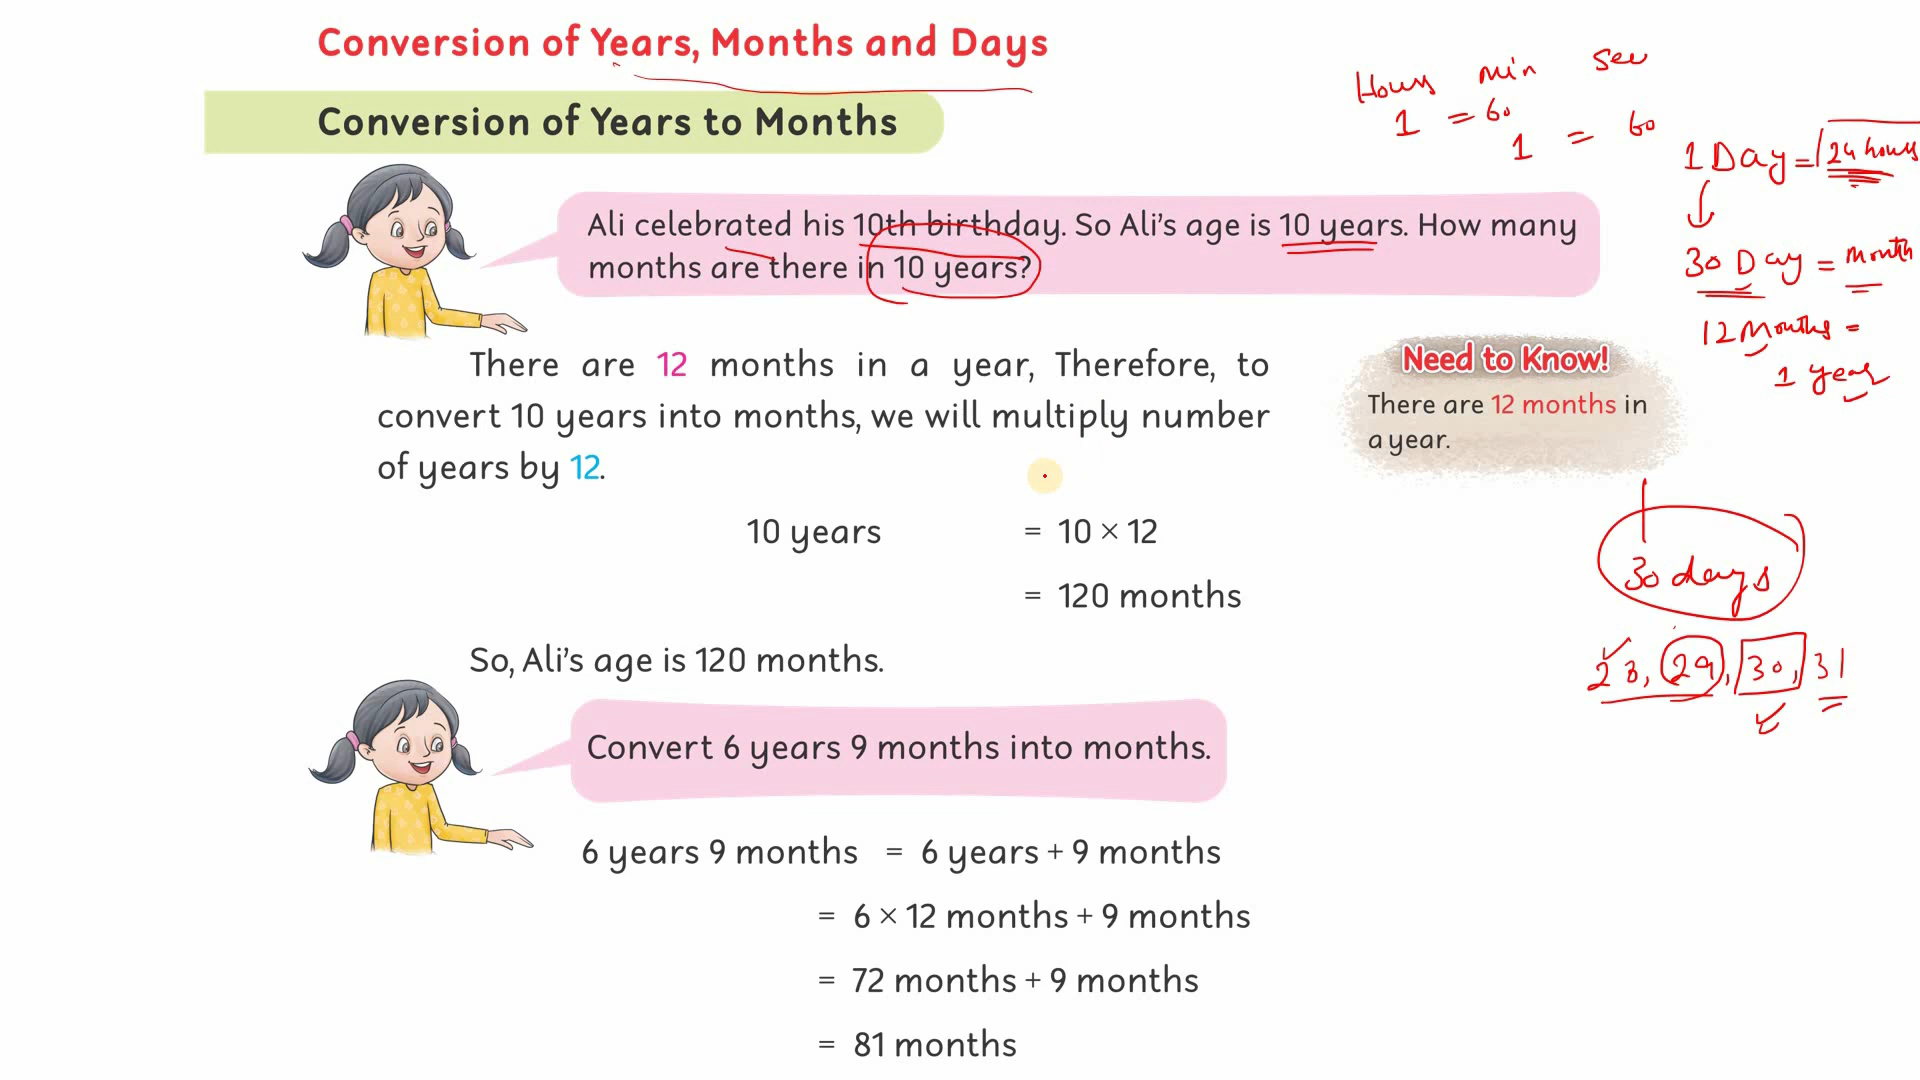 Conversion of Years, Months and Days
Conversion of Years to Months
Ali celebrated his 10th birthday. So Ali's age is 10 years. How many
months are there in 10 years?
There are 12 months in a year, Therefore, to
convert 10 years into months, we will multiply number
of years by 12.
10 years = 10 × 12
= 120 months
So, Ali's age is 120 months.
Convert 6 years 9 months into months.
6 years 9 months = 6 years + 9 months
= 6 × 12 months + 9 months
= 72 months + 9 months
= 81 months
Hours min sec
1 = 60
1 = 60
1 Day = 24 hours
30 Day = month
12 Months =
1 year
Need to Know!
There are 12 months in
a year.
30 days
28, 29, 30, 31